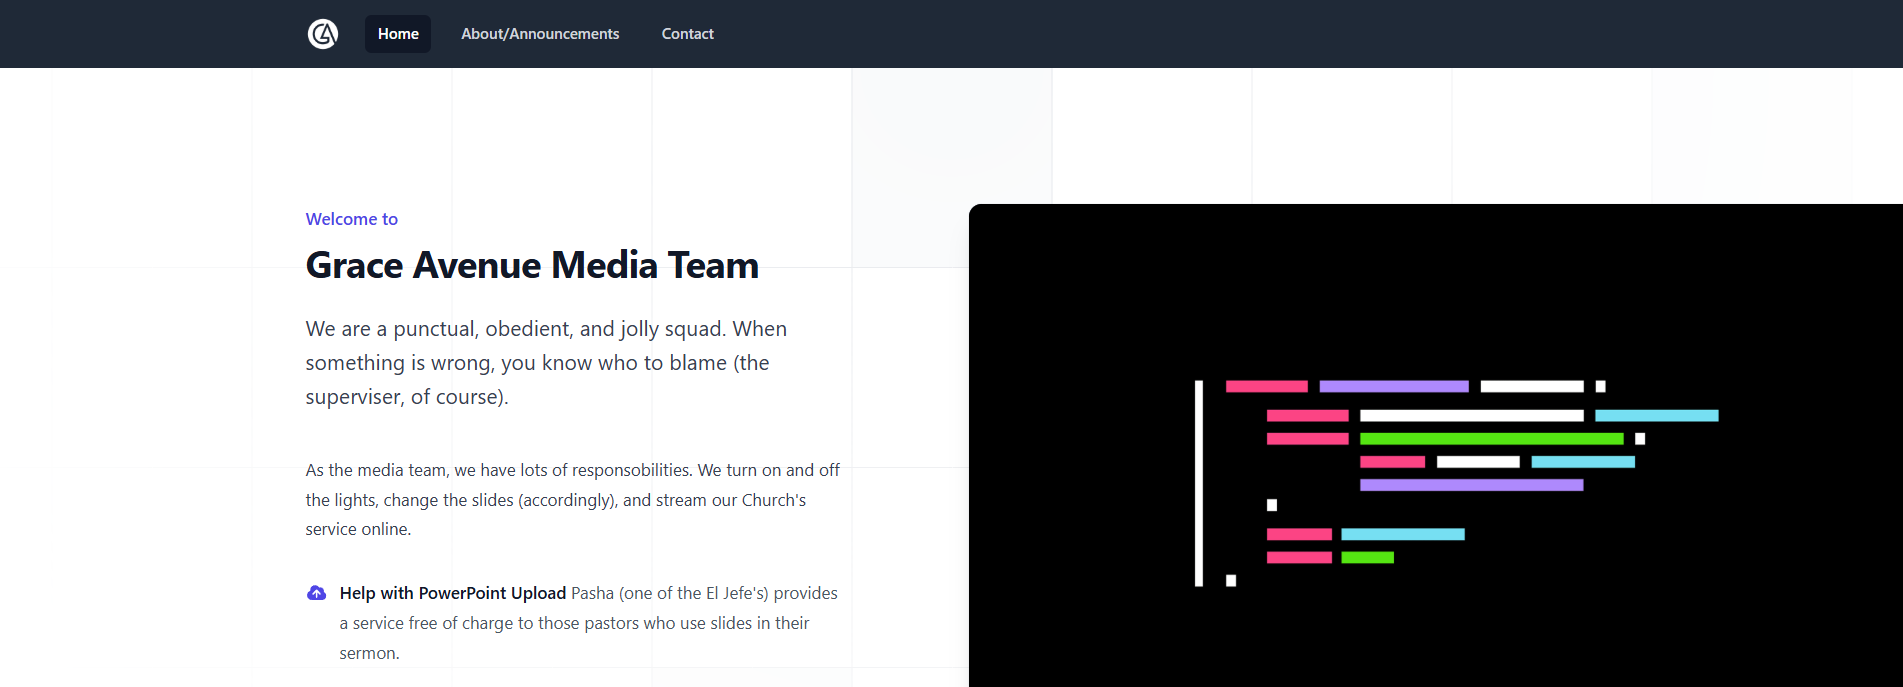 GA
Home
About/Announcements
Contact
Welcome to
Grace Avenue Media Team
We are a punctual, obedient, and jolly squad. When
something is wrong, you know who to blame (the
superviser, of course).
As the media team, we have lots of responsobilities. We turn on and off
the lights, change the slides (accordingly), and stream our Church's
service online.
Help with PowerPoint Upload Pasha (one of the El Jefe's) provides
a service free of charge to those pastors who use slides in their
sermon.